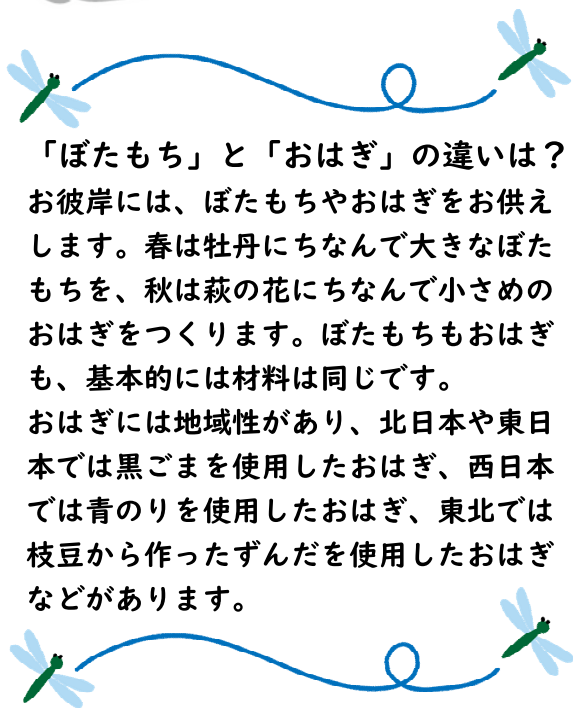 「ぼたもち」と「おはぎ」の違いは？
お彼岸には、ぼたもちやおはぎをお供え
します。春は牡丹にちなんで大きなぼた
もちを、秋は萩の花にちなんで小さめの
おはぎをつくります。ぼたもちもおはぎ
も、基本的には材料は同じです。
おはぎには地域性があり、北日本や東日
本では黒ごまを使用したおはぎ、西日本
では青のりを使用したおはぎ、東北では
枝豆から作ったずんだを使用したおはぎ
などがあります。